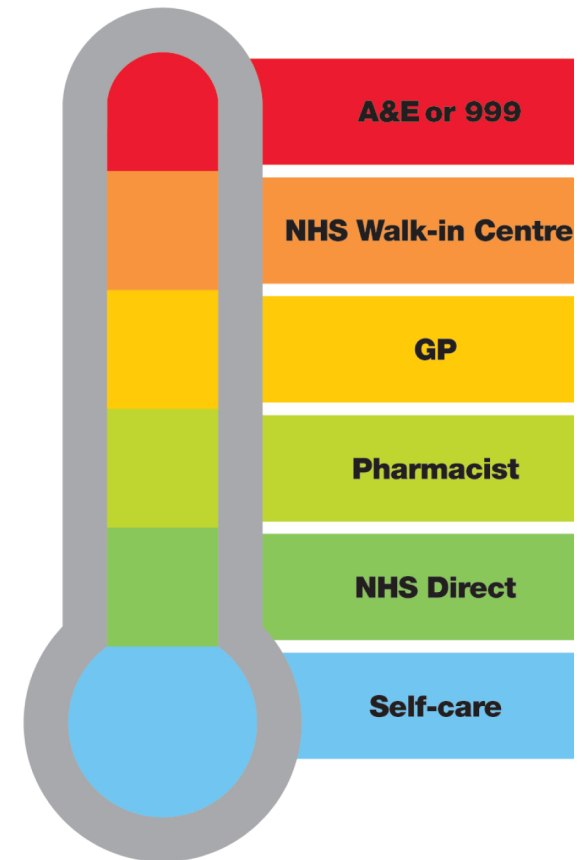 A&E or 999
NHS Walk-in Centre
GP
Pharmacist
NHS Direct
Self-care